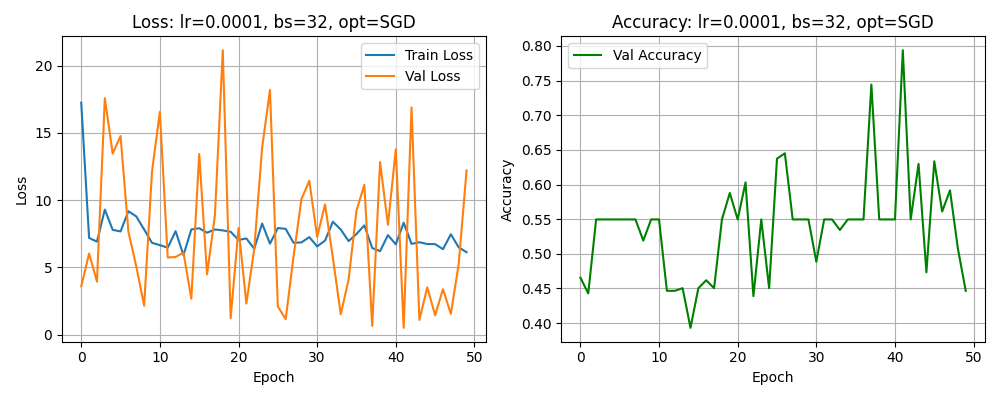 Loss: lr=0.0001, bs=32, opt=SGD
Train Loss
Val Loss
20
15
10
5
0
Loss
0 10 20 30 40 50
Epoch
Accuracy: lr=0.0001, bs=32, opt=SGD
Val Accuracy
0.80
0.75
0.70
0.65
0.60
0.55
0.50
0.45
0.40
Accuracy
0 10 20 30 40 50
Epoch